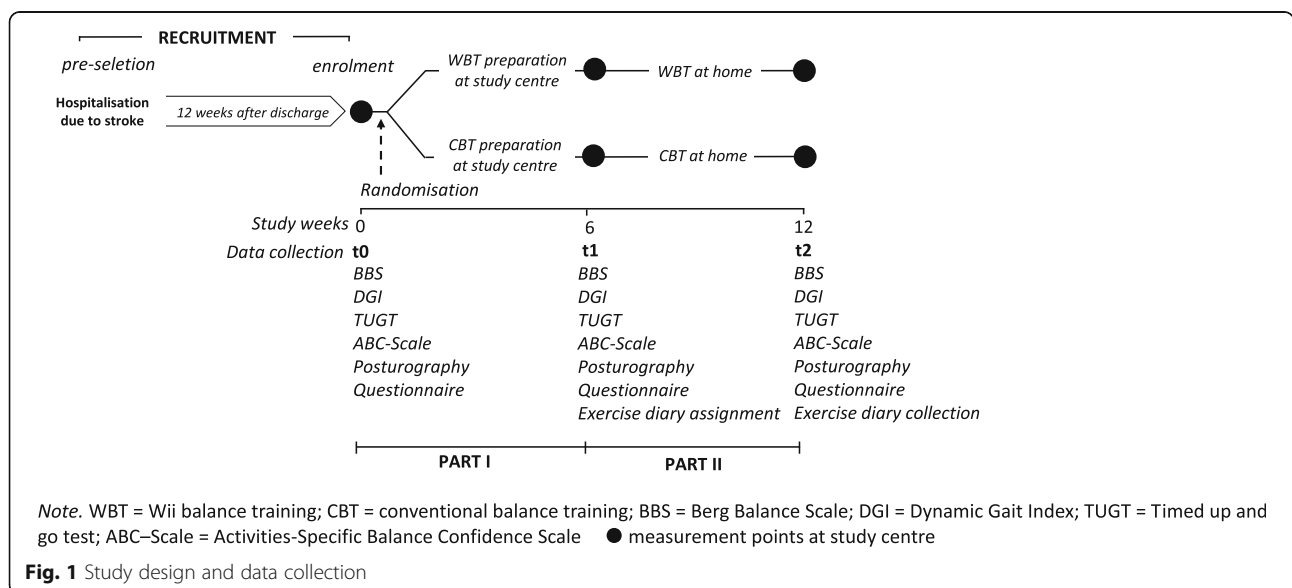 RECRUITMENT
pre-seletion
enrolment
Hospitalisation
due to stroke
12 weeks after discharge
WBT preparation
at study centre
WBT at home
CBT preparation
at study centre
CBT at home
Randomisation
Study weeks 0 6 12
Data collection t0 t1 t2
BBS BBS BBS
DGI DGI DGI
TUGT TUGT TUGT
ABC-Scale ABC-Scale ABC-Scale
Posturography Posturography Posturography
Questionnaire Questionnaire Questionnaire
Exercise diary assignment Exercise diary collection
PART I PART II
Note. WBT = Wii balance training; CBT = conventional balance training; BBS = Berg Balance Scale; DGI = Dynamic Gait Index; TUGT = Timed up and
go test; ABC–Scale = Activities-Specific Balance Confidence Scale ● measurement points at study centre
Fig. 1 Study design and data collection